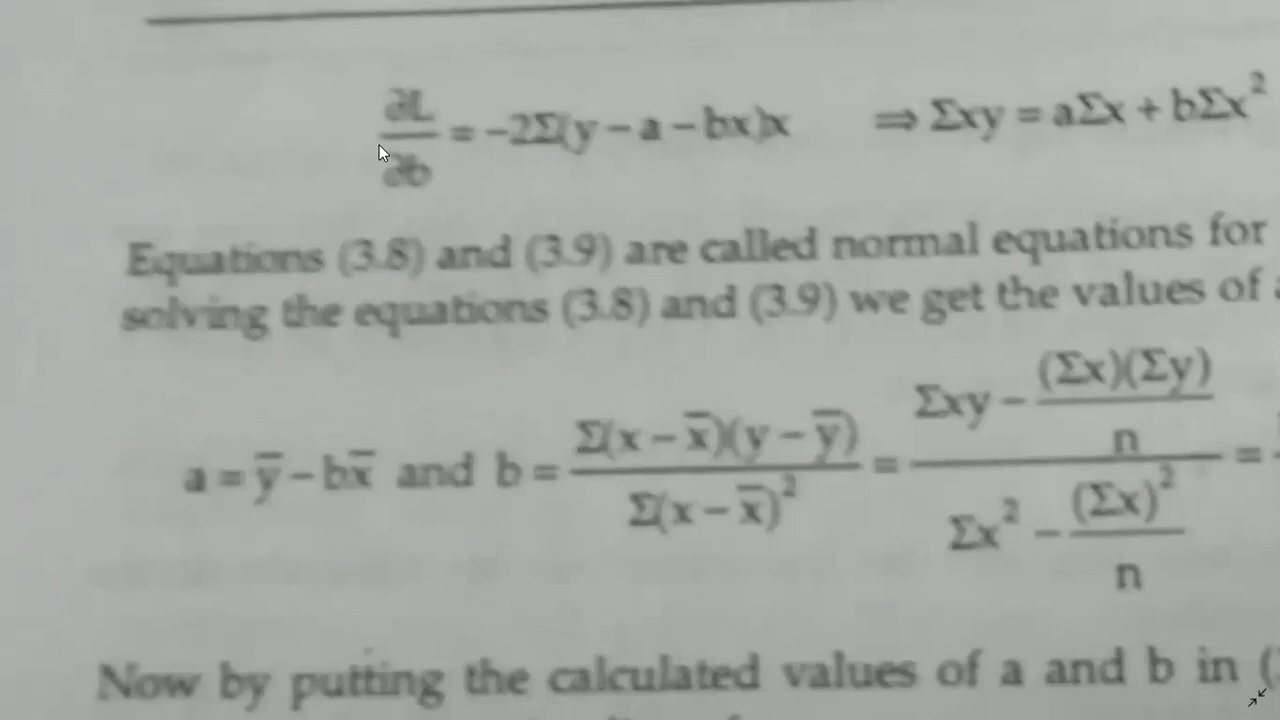 ∂L/∂b = −2Σ(y − a − bx)x ⇒ Σxy = aΣx + bΣx²
Equations (3.8) and (3.9) are called normal equations for
solving the equations (3.8) and (3.9) we get the values of
a = y̅ − bx̅ and b = Σ(x − x̅)(y − y̅) / Σ(x − x̅)² = (Σxy − (Σx)(Σy)/n) / (Σx² − (Σx)²/n) =
Now by putting the calculated values of a and b in (